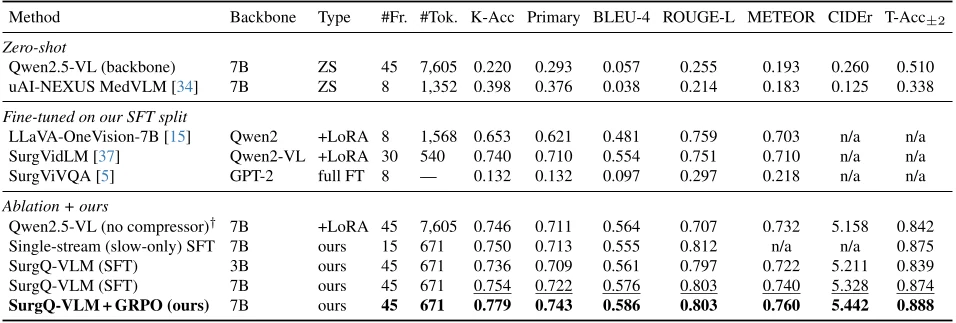 Method Backbone Type #Fr. #Tok. K-Acc Primary BLEU-4 ROUGE-L METEOR CIDEr T-Acc±2
Zero-shot
Qwen2.5-VL (backbone) 7B ZS 45 7,605 0.220 0.293 0.057 0.255 0.193 0.260 0.510
uAI-NEXUS MedVLM [34] 7B ZS 8 1,352 0.398 0.376 0.038 0.214 0.183 0.125 0.338
Fine-tuned on our SFT split
LLaVA-OneVision-7B [15] Qwen2 +LoRA 8 1,568 0.653 0.621 0.481 0.759 0.703 n/a n/a
SurgVidLM [37] Qwen2-VL +LoRA 30 540 0.740 0.710 0.554 0.751 0.710 n/a n/a
SurgViVQA [5] GPT-2 full FT 8 — 0.132 0.132 0.097 0.297 0.218 n/a n/a
Ablation + ours
Qwen2.5-VL (no compressor)† 7B +LoRA 45 7,605 0.746 0.711 0.564 0.707 0.732 5.158 0.842
Single-stream (slow-only) SFT 7B ours 15 671 0.750 0.713 0.555 0.812 n/a n/a 0.875
SurgQ-VLM (SFT) 3B ours 45 671 0.736 0.709 0.561 0.797 0.722 5.211 0.839
SurgQ-VLM (SFT) 7B ours 45 671 0.754 0.722 0.576 0.803 0.740 5.328 0.874
SurgQ-VLM + GRPO (ours) 7B ours 45 671 0.779 0.743 0.586 0.803 0.760 5.442 0.888